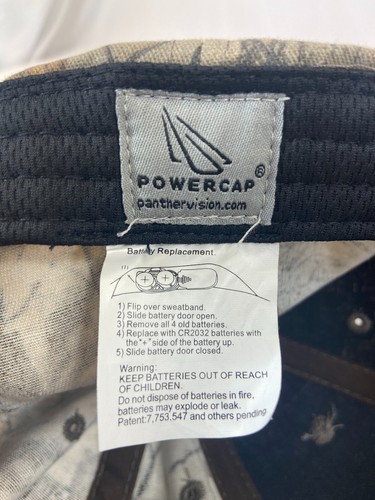 POWERCAP®
panthervision.com
Battery Replacement
(1)
1) Flip over sweatband.
2) Slide battery door open.
3) Remove all 4 old batteries.
4) Replace with CR2032 batteries with
the "+" side of the battery up.
5) Slide battery door closed.
Warning:
KEEP BATTERIES OUT OF REACH
OF CHILDREN.
Do not dispose of batteries in fire,
batteries may explode or leak.
Patent:7,753,547 and others pending